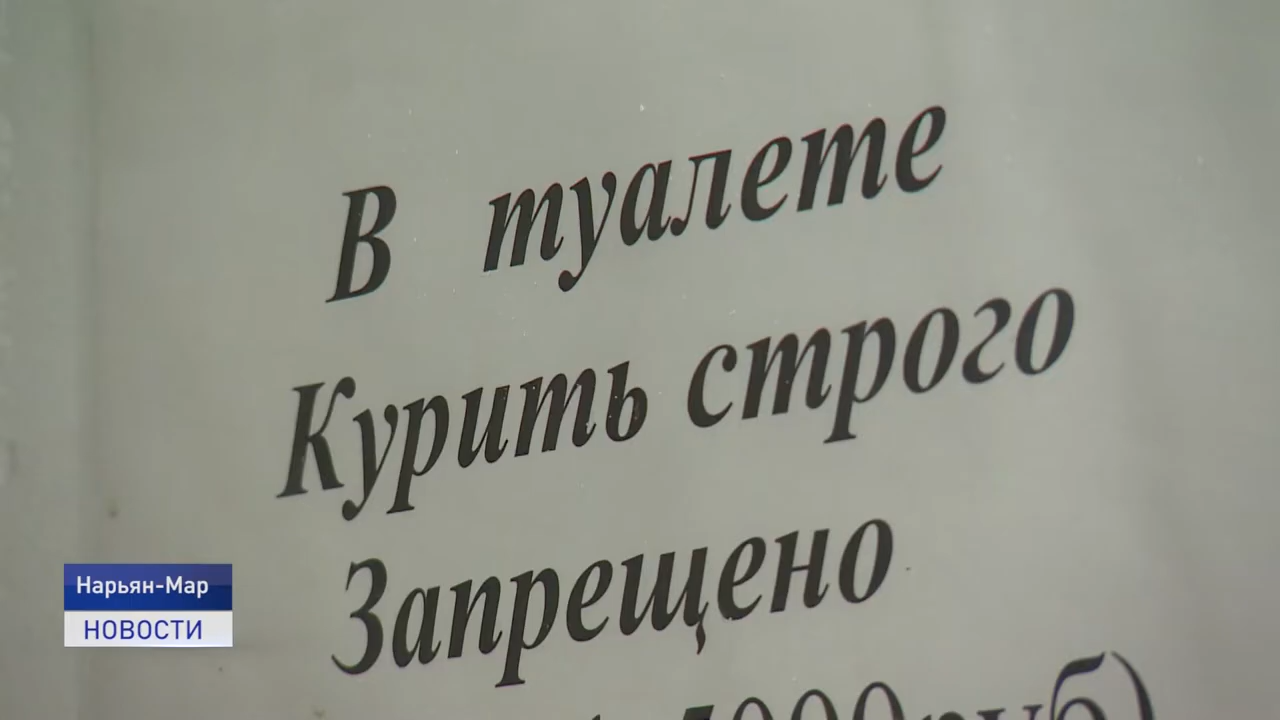 В туалете
Курить строго
Запрещено
Нарьян-Мар
НОВОСТИ